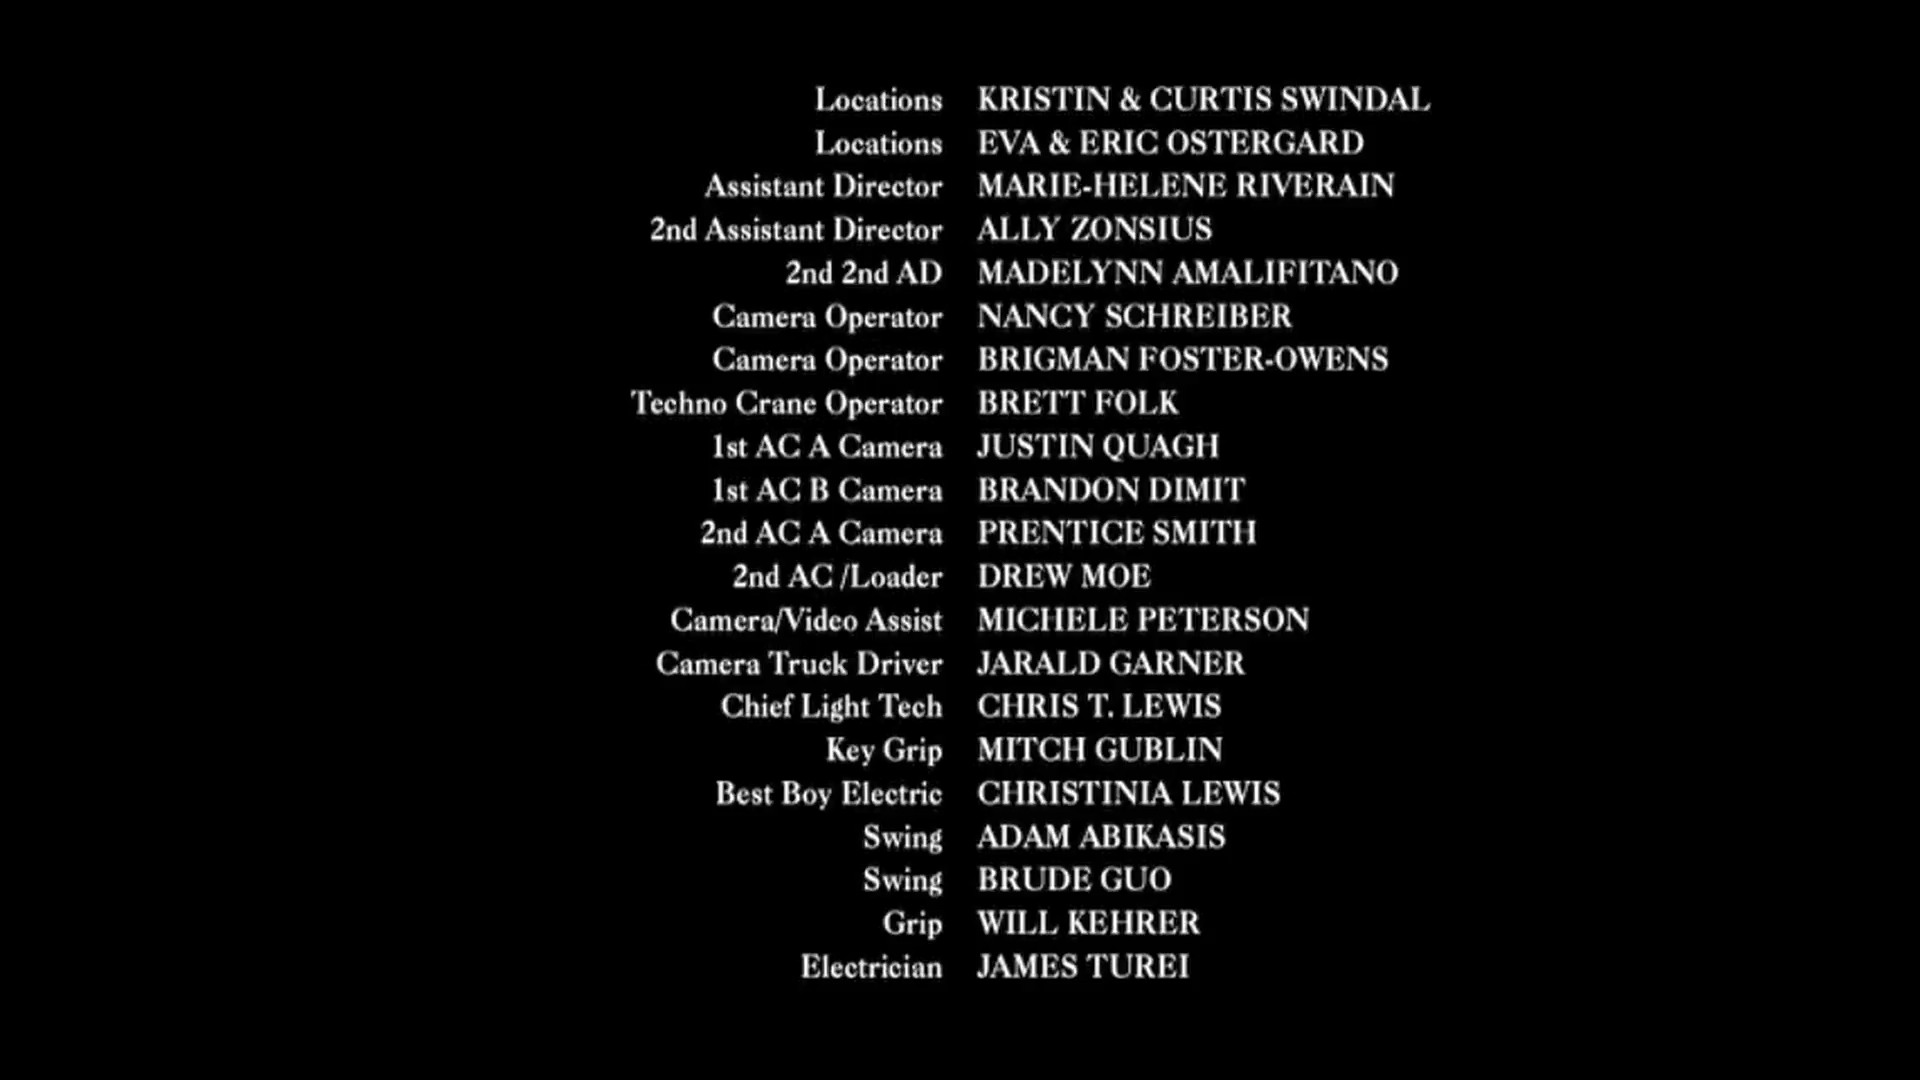 Locations KRISTIN & CURTIS SWINDAL
Locations EVA & ERIC OSTERGARD
Assistant Director MARIE-HELENE RIVERAIN
2nd Assistant Director ALLY ZONSIUS
2nd 2nd AD MADELYNN AMALIFITANO
Camera Operator NANCY SCHREIBER
Camera Operator BRIGMAN FOSTER-OWENS
Techno Crane Operator BRETT FOLK
1st AC A Camera JUSTIN QUAGH
1st AC B Camera BRANDON DIMIT
2nd AC A Camera PRENTICE SMITH
2nd AC /Loader DREW MOE
Camera/Video Assist MICHELE PETERSON
Camera Truck Driver JARALD GARNER
Chief Light Tech CHRIS T. LEWIS
Key Grip MITCH GUBLIN
Best Boy Electric CHRISTINIA LEWIS
Swing ADAM ABIKASIS
Swing BRUDE GUO
Grip WILL KEHRER
Electrician JAMES TUREI